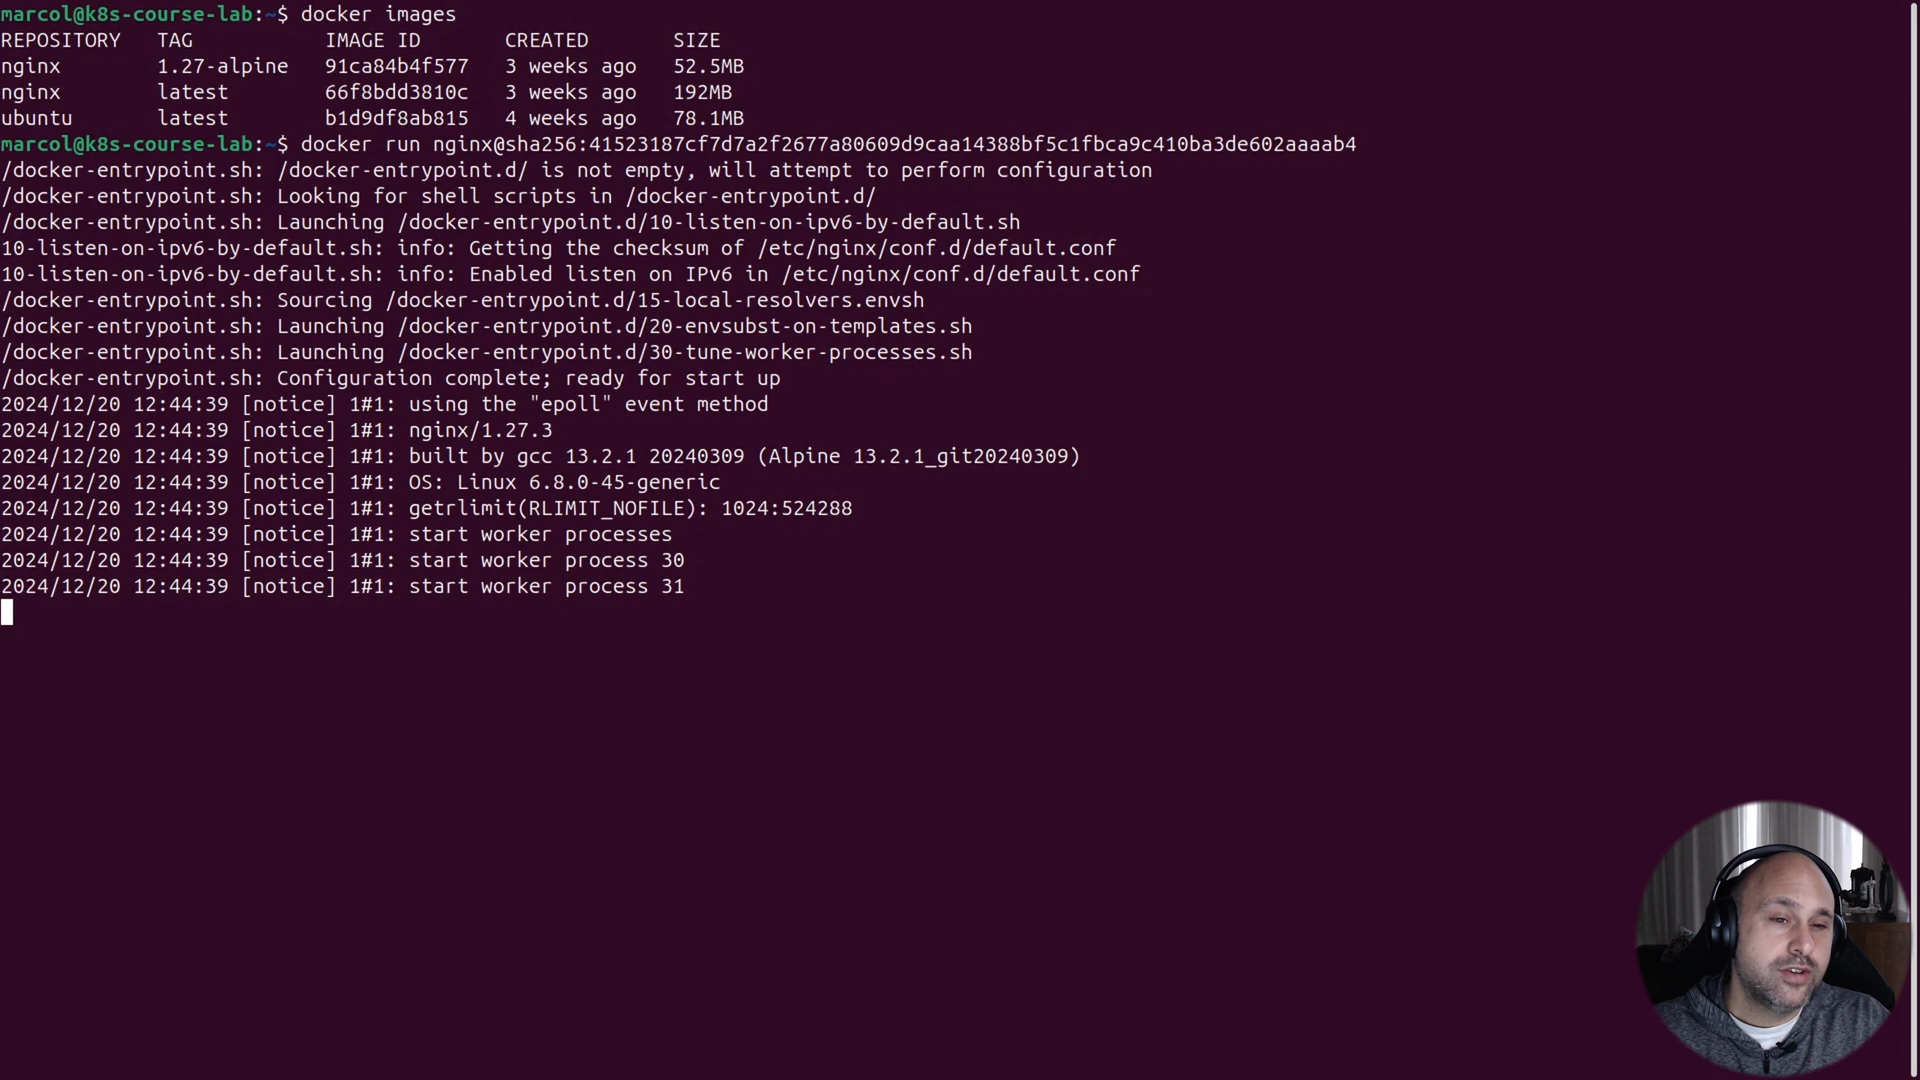 marcol@k8s-course-lab:~$ docker images
REPOSITORY   TAG           IMAGE ID       CREATED       SIZE
nginx        1.27-alpine   91ca84b4f577   3 weeks ago   52.5MB
nginx        latest        66f8bdd3810c   3 weeks ago   192MB
ubuntu       latest        b1d9df8ab815   4 weeks ago   78.1MB
marcol@k8s-course-lab:~$ docker run nginx@sha256:41523187cf7d7a2f2677a80609d9caa14388bf5c1fbca9c410ba3de602aaaab4
/docker-entrypoint.sh: /docker-entrypoint.d/ is not empty, will attempt to perform configuration
/docker-entrypoint.sh: Looking for shell scripts in /docker-entrypoint.d/
/docker-entrypoint.sh: Launching /docker-entrypoint.d/10-listen-on-ipv6-by-default.sh
10-listen-on-ipv6-by-default.sh: info: Getting the checksum of /etc/nginx/conf.d/default.conf
10-listen-on-ipv6-by-default.sh: info: Enabled listen on IPv6 in /etc/nginx/conf.d/default.conf
/docker-entrypoint.sh: Sourcing /docker-entrypoint.d/15-local-resolvers.envsh
/docker-entrypoint.sh: Launching /docker-entrypoint.d/20-envsubst-on-templates.sh
/docker-entrypoint.sh: Launching /docker-entrypoint.d/30-tune-worker-processes.sh
/docker-entrypoint.sh: Configuration complete; ready for start up
2024/12/20 12:44:39 [notice] 1#1: using the "epoll" event method
2024/12/20 12:44:39 [notice] 1#1: nginx/1.27.3
2024/12/20 12:44:39 [notice] 1#1: built by gcc 13.2.1 20240309 (Alpine 13.2.1_git20240309)
2024/12/20 12:44:39 [notice] 1#1: OS: Linux 6.8.0-45-generic
2024/12/20 12:44:39 [notice] 1#1: getrlimit(RLIMIT_NOFILE): 1024:524288
2024/12/20 12:44:39 [notice] 1#1: start worker processes
2024/12/20 12:44:39 [notice] 1#1: start worker process 30
2024/12/20 12:44:39 [notice] 1#1: start worker process 31